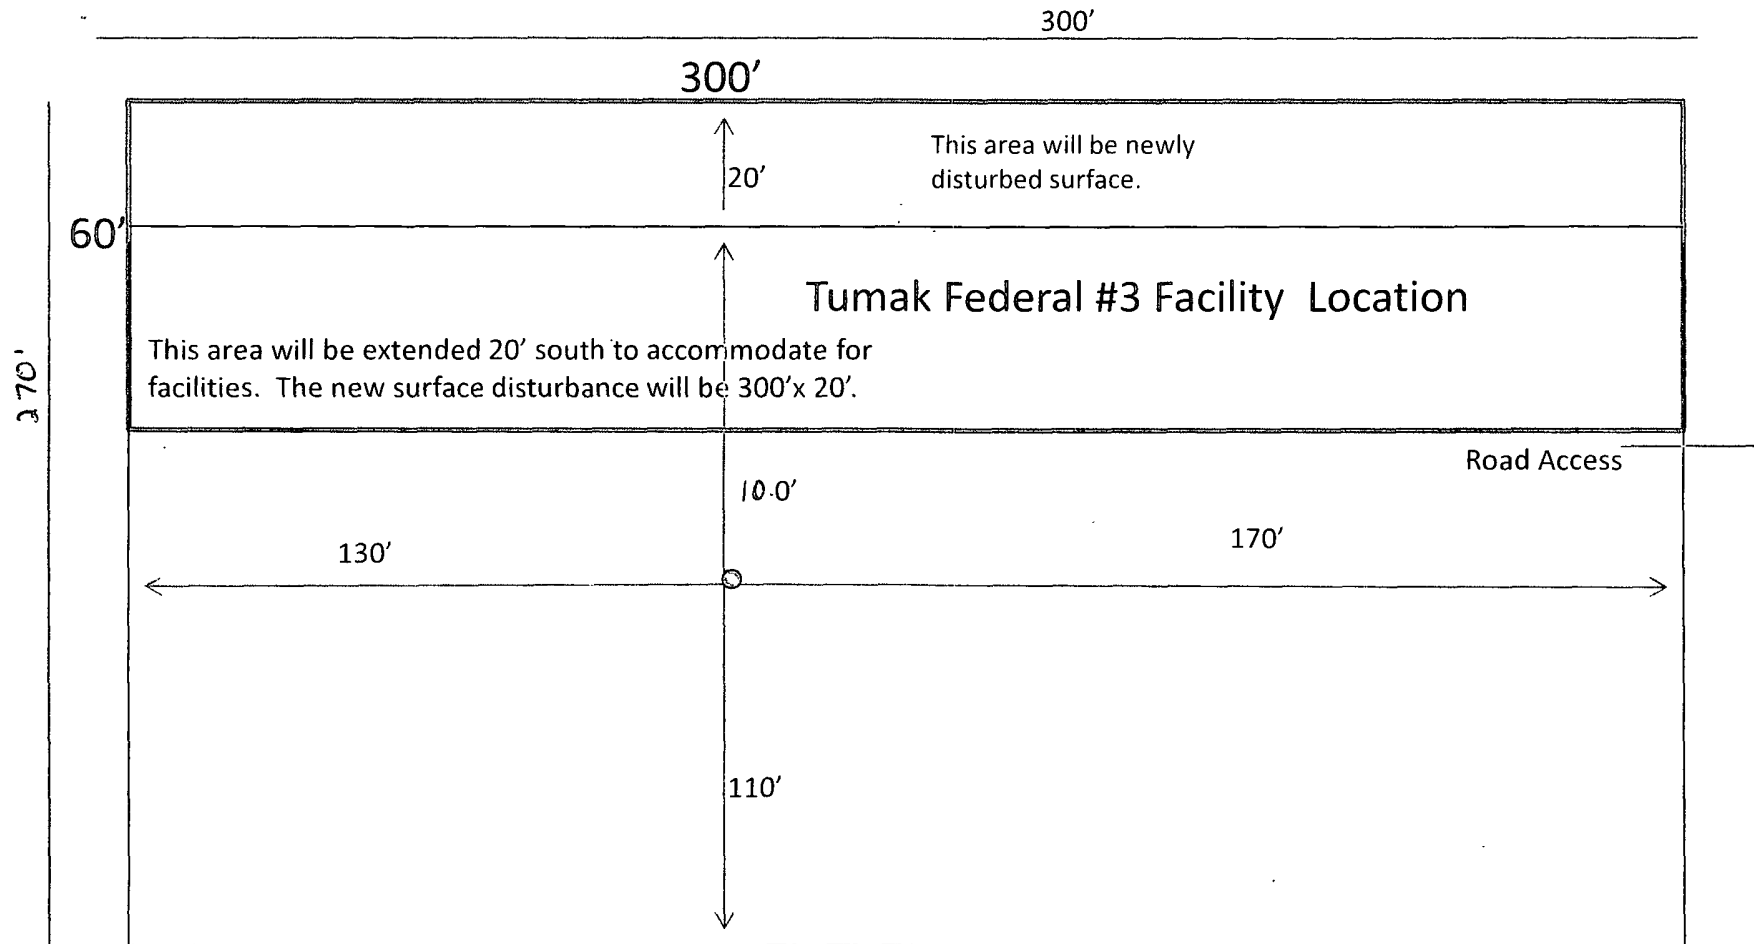 300'
300'
This area will be newly
disturbed surface.
20'
60'
Tumak Federal #3 Facility Location
This area will be extended 20' south to accommodate for
facilities. The new surface disturbance will be 300'x 20'.
270'
Road Access
10.0'
130'
170'
110'